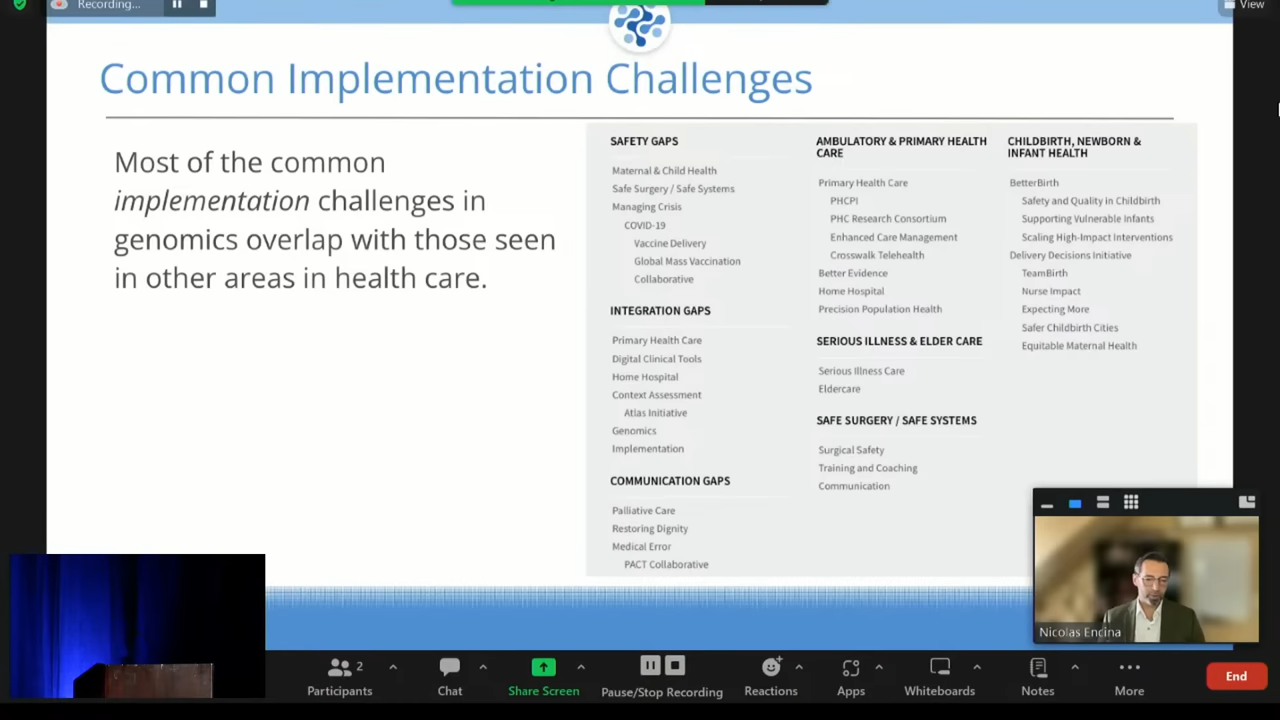 Recording...
View
Common Implementation Challenges
Most of the common
implementation challenges in
genomics overlap with those seen
in other areas in health care.
SAFETY GAPS
Maternal & Child Health
Safe Surgery / Safe Systems
Managing Crisis
COVID-19
Vaccine Delivery
Global Mass Vaccination
Collaborative
INTEGRATION GAPS
Primary Health Care
Digital Clinical Tools
Home Hospital
Context Assessment
Atlas Initiative
Genomics
Implementation
COMMUNICATION GAPS
Palliative Care
Restoring Dignity
Medical Error
PACT Collaborative
AMBULATORY & PRIMARY HEALTH
CARE
Primary Health Care
PHCPI
PHC Research Consortium
Enhanced Care Management
Crosswalk Telehealth
Better Evidence
Home Hospital
Precision Population Health
SERIOUS ILLNESS & ELDER CARE
Serious Illness Care
Eldercare
SAFE SURGERY / SAFE SYSTEMS
Surgical Safety
Training and Coaching
Communication
CHILDBIRTH, NEWBORN &
INFANT HEALTH
BetterBirth
Safety and Quality in Childbirth
Supporting Vulnerable Infants
Scaling High-Impact Interventions
Delivery Decisions Initiative
TeamBirth
Nurse Impact
Expecting More
Safer Childbirth Cities
Equitable Maternal Health
Nicolas Encina
2
Participants
Chat
Share Screen
Pause/Stop Recording
Reactions
Apps
Whiteboards
Notes
More
End